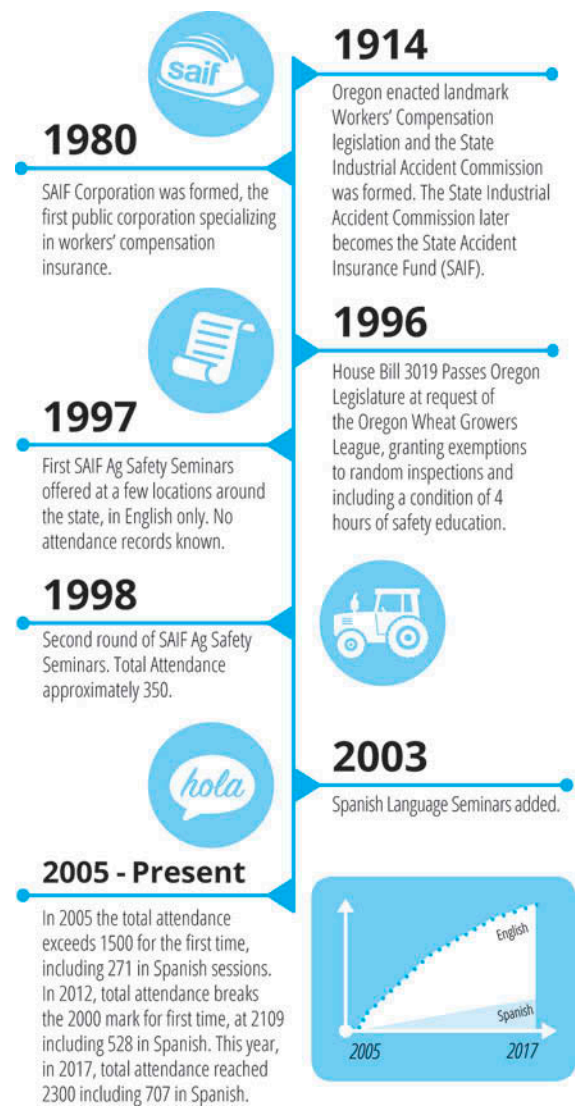 saif
1914
Oregon enacted landmark
Workers' Compensation
legislation and the State
Industrial Accident Commission
was formed. The State Industrial
Accident Commission later
becomes the State Accident
Insurance Fund (SAIF).
1980
SAIF Corporation was formed, the
first public corporation specializing
in workers' compensation
insurance.
1996
House Bill 3019 Passes Oregon
Legislature at request of
the Oregon Wheat Growers
League, granting exemptions
to random inspections and
including a condition of 4
hours of safety education.
1997
First SAIF Ag Safety Seminars
offered at a few locations around
the state, in English only. No
attendance records known.
1998
Second round of SAIF Ag Safety
Seminars. Total Attendance
approximately 350.
hola
2003
Spanish Language Seminars added.
2005 - Present
In 2005 the total attendance
exceeds 1500 for the first time,
including 271 in Spanish sessions.
In 2012, total attendance breaks
the 2000 mark for first time, at 2109
including 528 in Spanish. This year,
in 2017, total attendance reached
2300 including 707 in Spanish.
English
Spanish
2005
2017